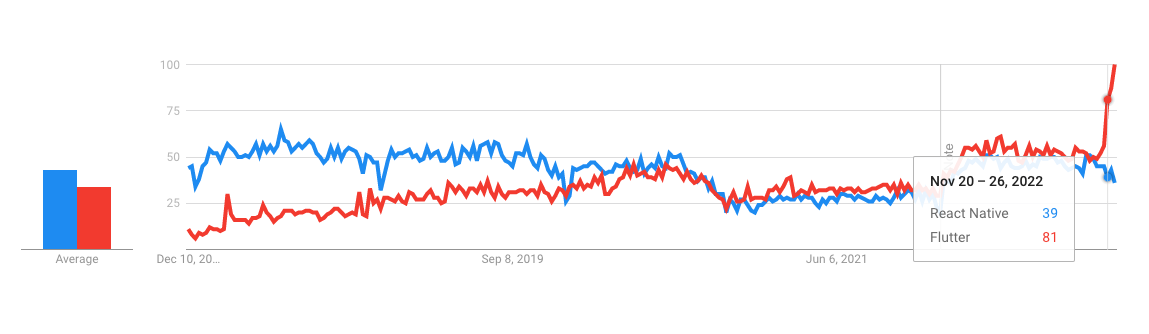 100
75
50
25
Average
Dec 10, 20…
Sep 8, 2019
Jun 6, 2021
Nov 20 – 26, 2022
React Native 39
Flutter 81